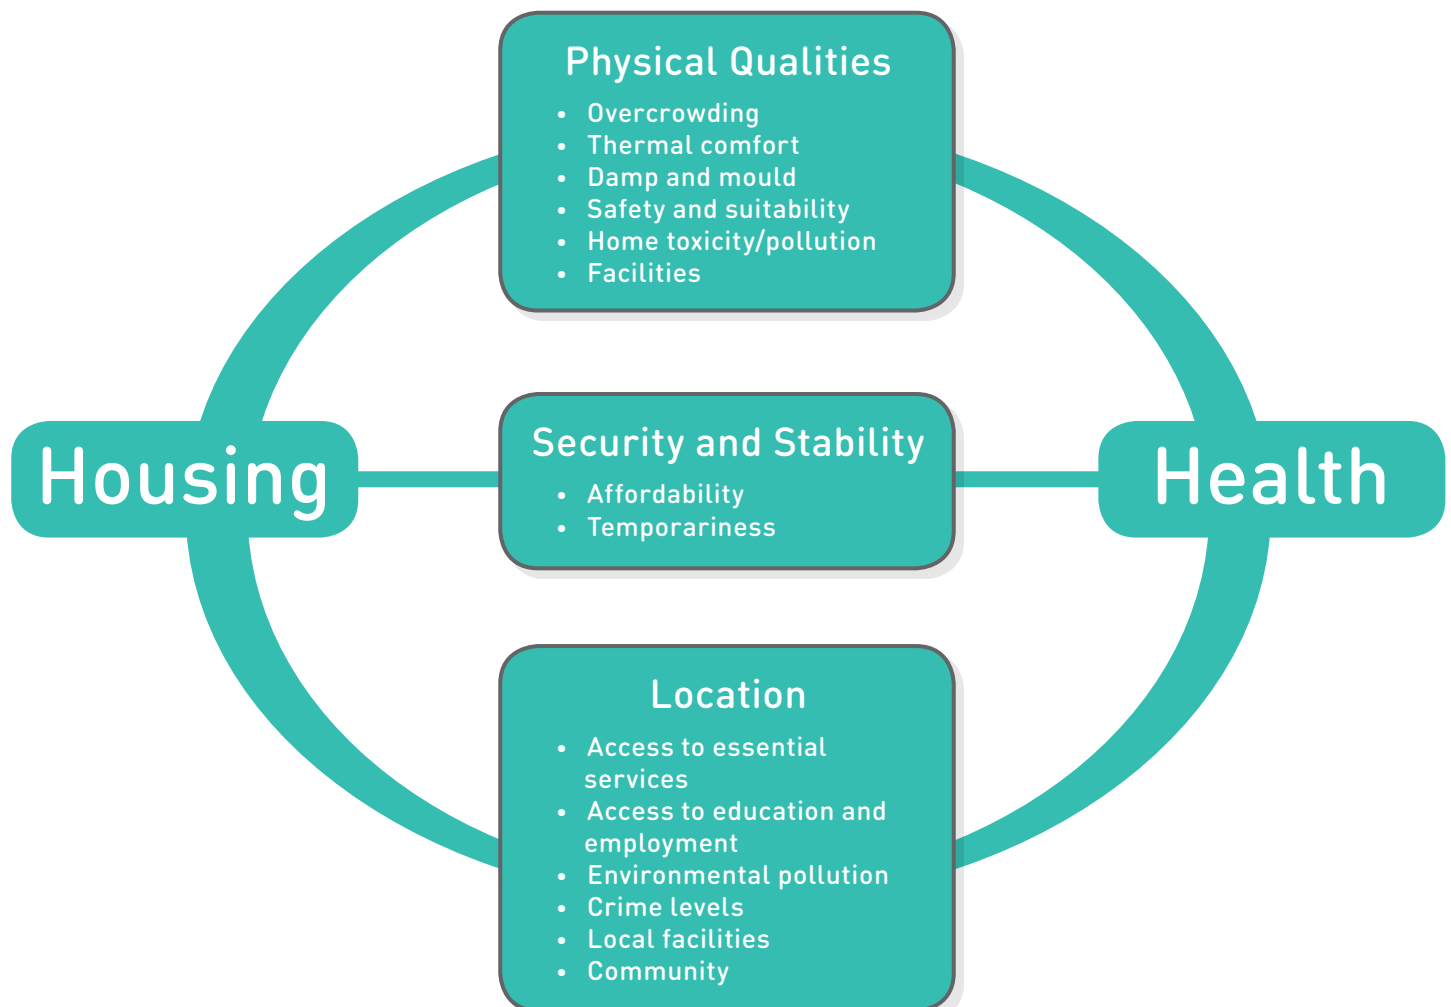 Physical Qualities
• Overcrowding
• Thermal comfort
• Damp and mould
• Safety and suitability
• Home toxicity/pollution
• Facilities
Housing
Security and Stability
• Affordability
• Temporariness
Health
Location
• Access to essential
services
• Access to education and
employment
• Environmental pollution
• Crime levels
• Local facilities
• Community